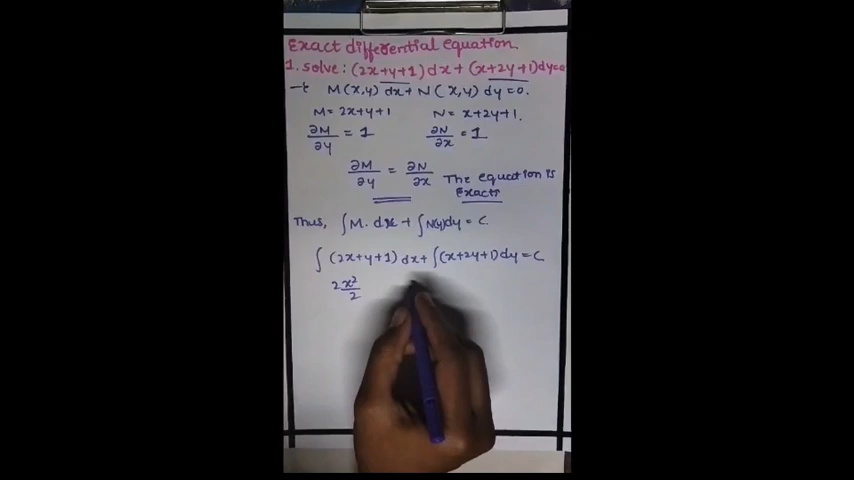 Exact differential equation.
1. solve: (2x+y+1) dx + (x+2y+1)dy=0
→ M(x,y) dx + N(x,y) dy = 0.
M = 2x+y+1 N = x+2y+1.
∂M/∂y = 1 ∂N/∂x = 1
∂M/∂y = ∂N/∂x The equation is
Exacts
Thus, ∫M. dx + ∫N(y)dy = C.
∫(2x+y+1) dx + ∫(x+2y+1)dy = C
2x²/2